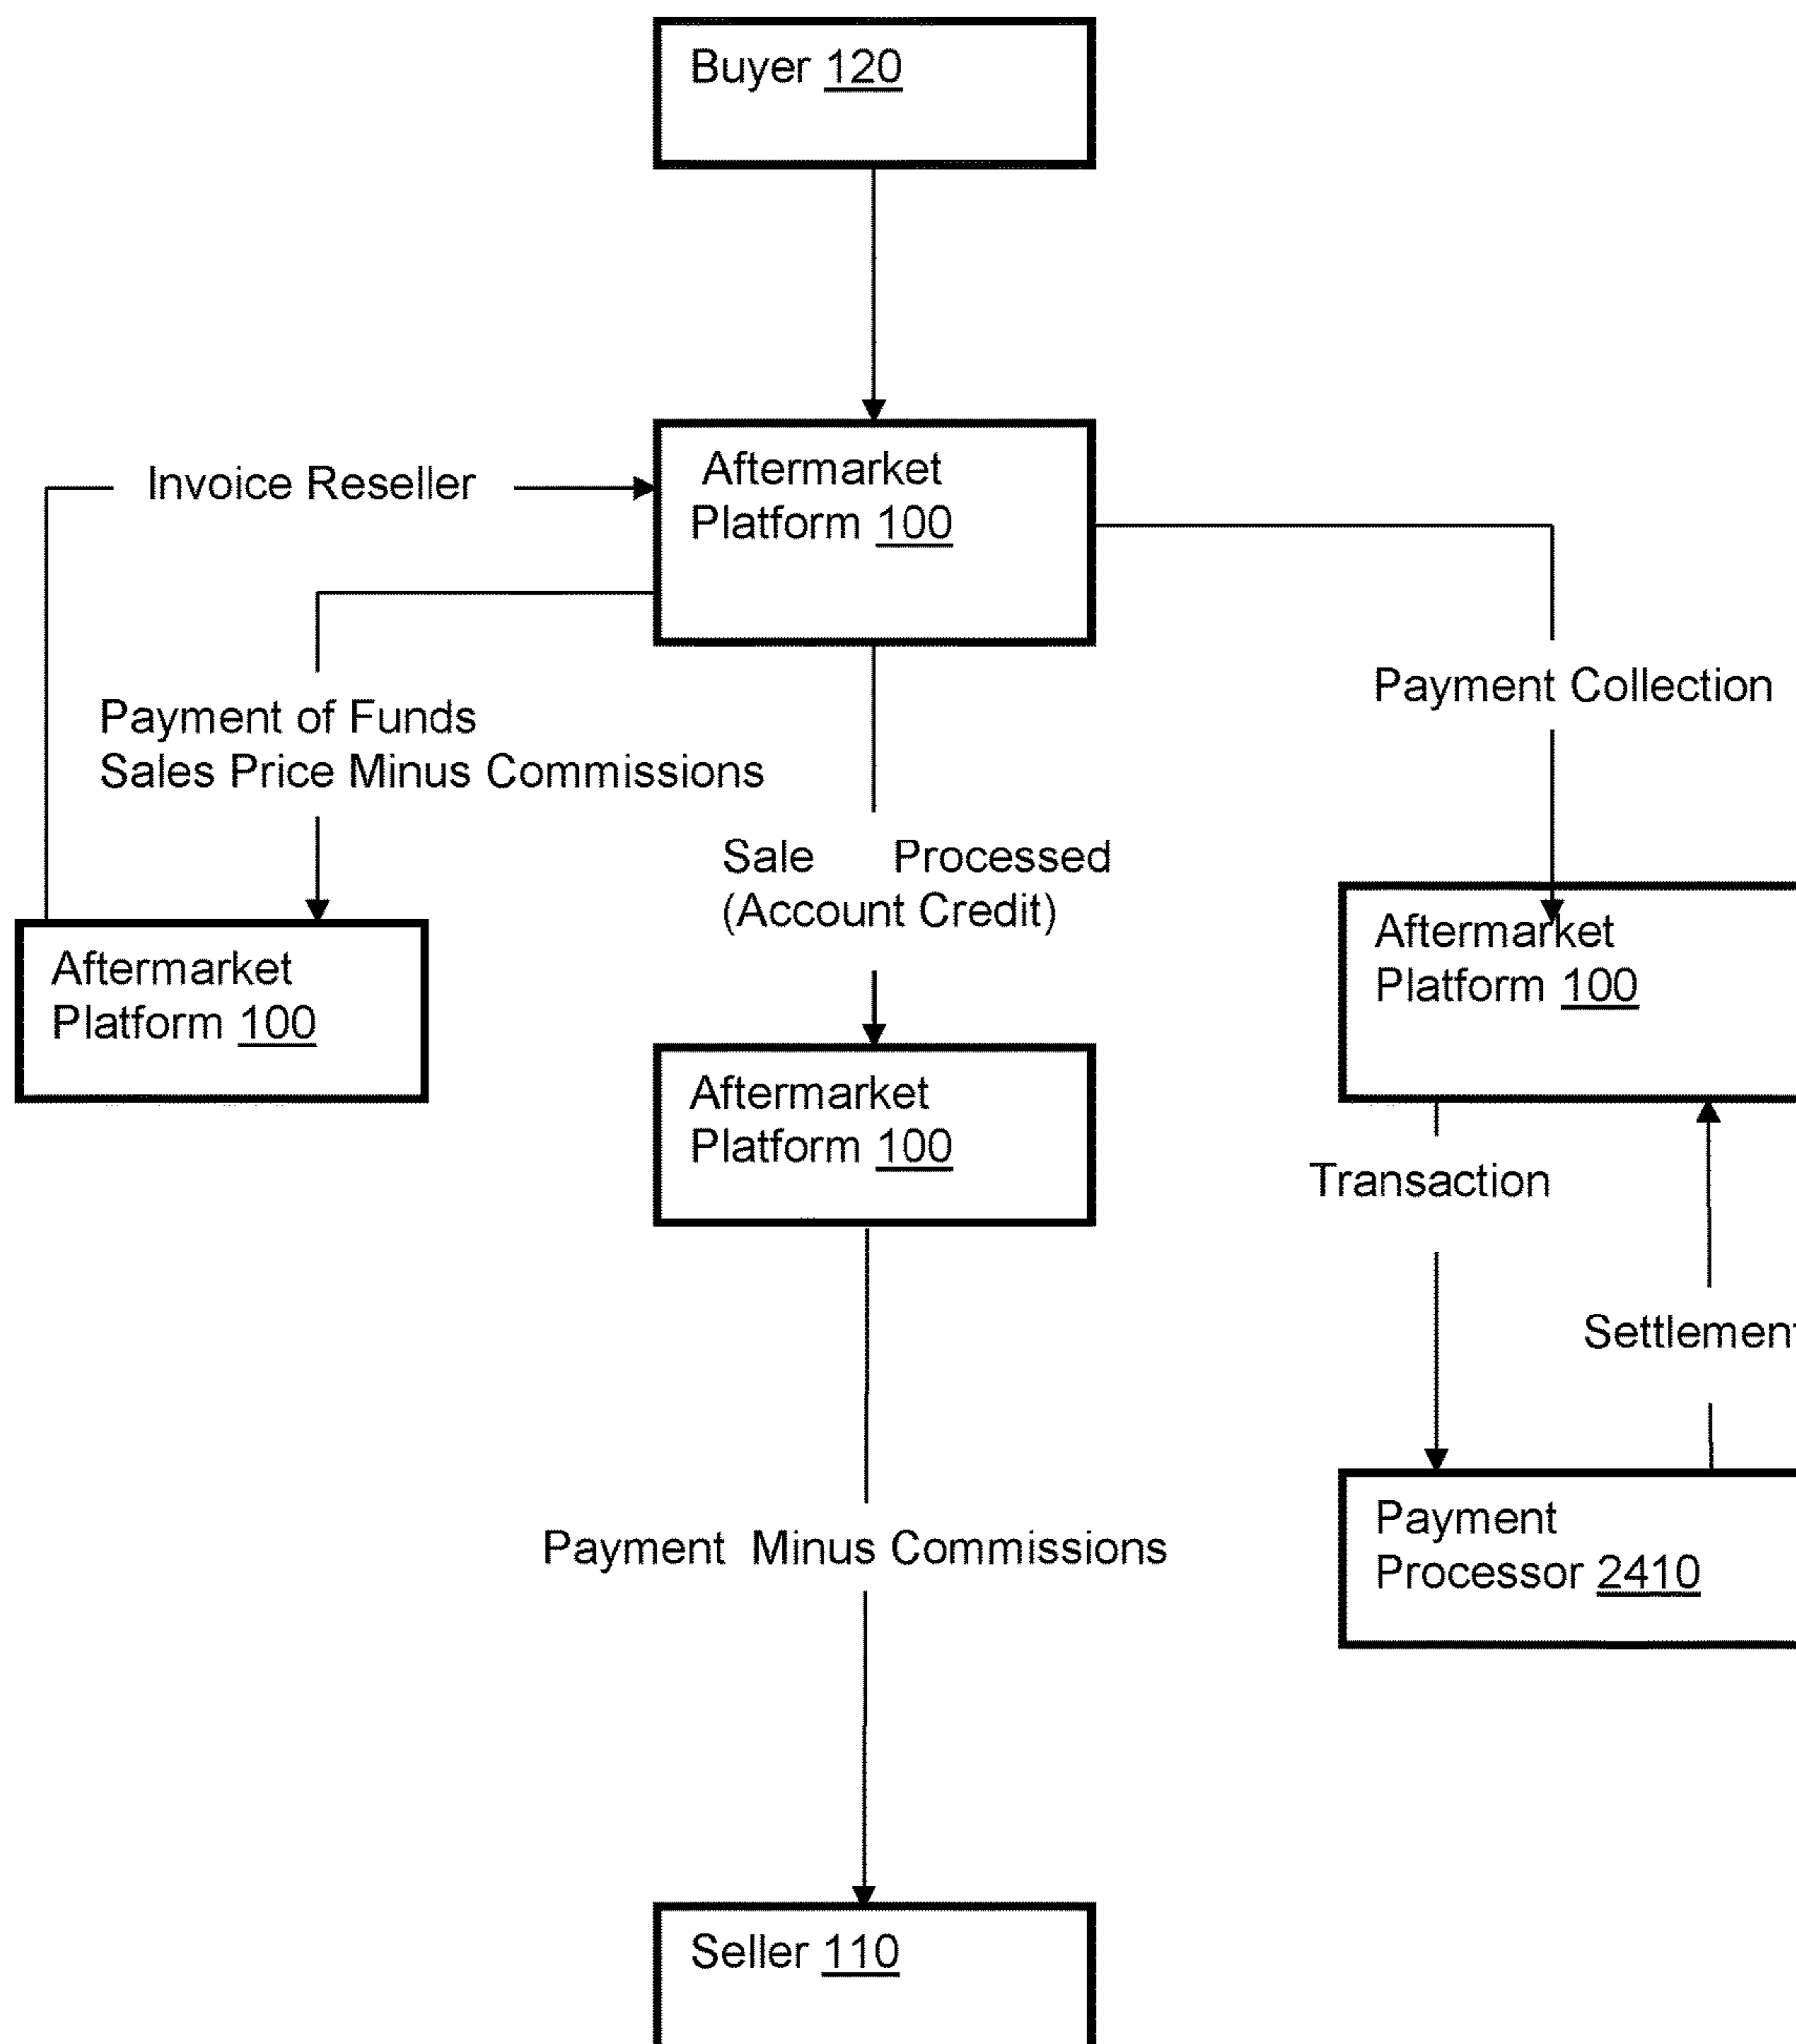 Buyer 120
Aftermarket
Platform 100
Invoice Reseller
Payment of Funds
Sales Price Minus Commissions
Payment Collection
Sale Processed
(Account Credit)
Aftermarket
Platform 100
Aftermarket
Platform 100
Aftermarket
Platform 100
Transaction
Settlement
Payment
Processor 2410
Payment Minus Commissions
Seller 110